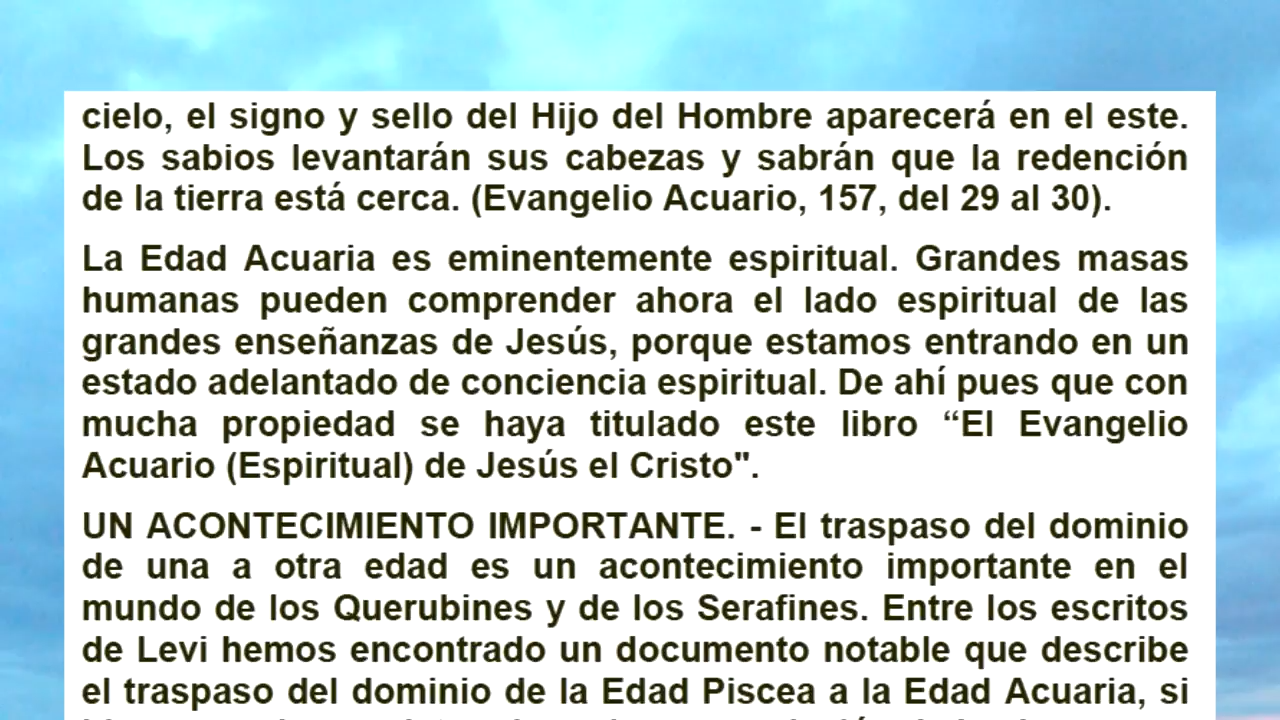 cielo, el signo y sello del Hijo del Hombre aparecerá en el este.
Los sabios levantarán sus cabezas y sabrán que la redención
de la tierra está cerca. (Evangelio Acuario, 157, del 29 al 30).
La Edad Acuaria es eminentemente espiritual. Grandes masas
humanas pueden comprender ahora el lado espiritual de las
grandes enseñanzas de Jesús, porque estamos entrando en un
estado adelantado de conciencia espiritual. De ahí pues que con
mucha propiedad se haya titulado este libro “El Evangelio
Acuario (Espiritual) de Jesús el Cristo".
UN ACONTECIMIENTO IMPORTANTE. - El traspaso del dominio
de una a otra edad es un acontecimiento importante en el
mundo de los Querubines y de los Serafines. Entre los escritos
de Levi hemos encontrado un documento notable que describe
el traspaso del dominio de la Edad Piscea a la Edad Acuaria, si